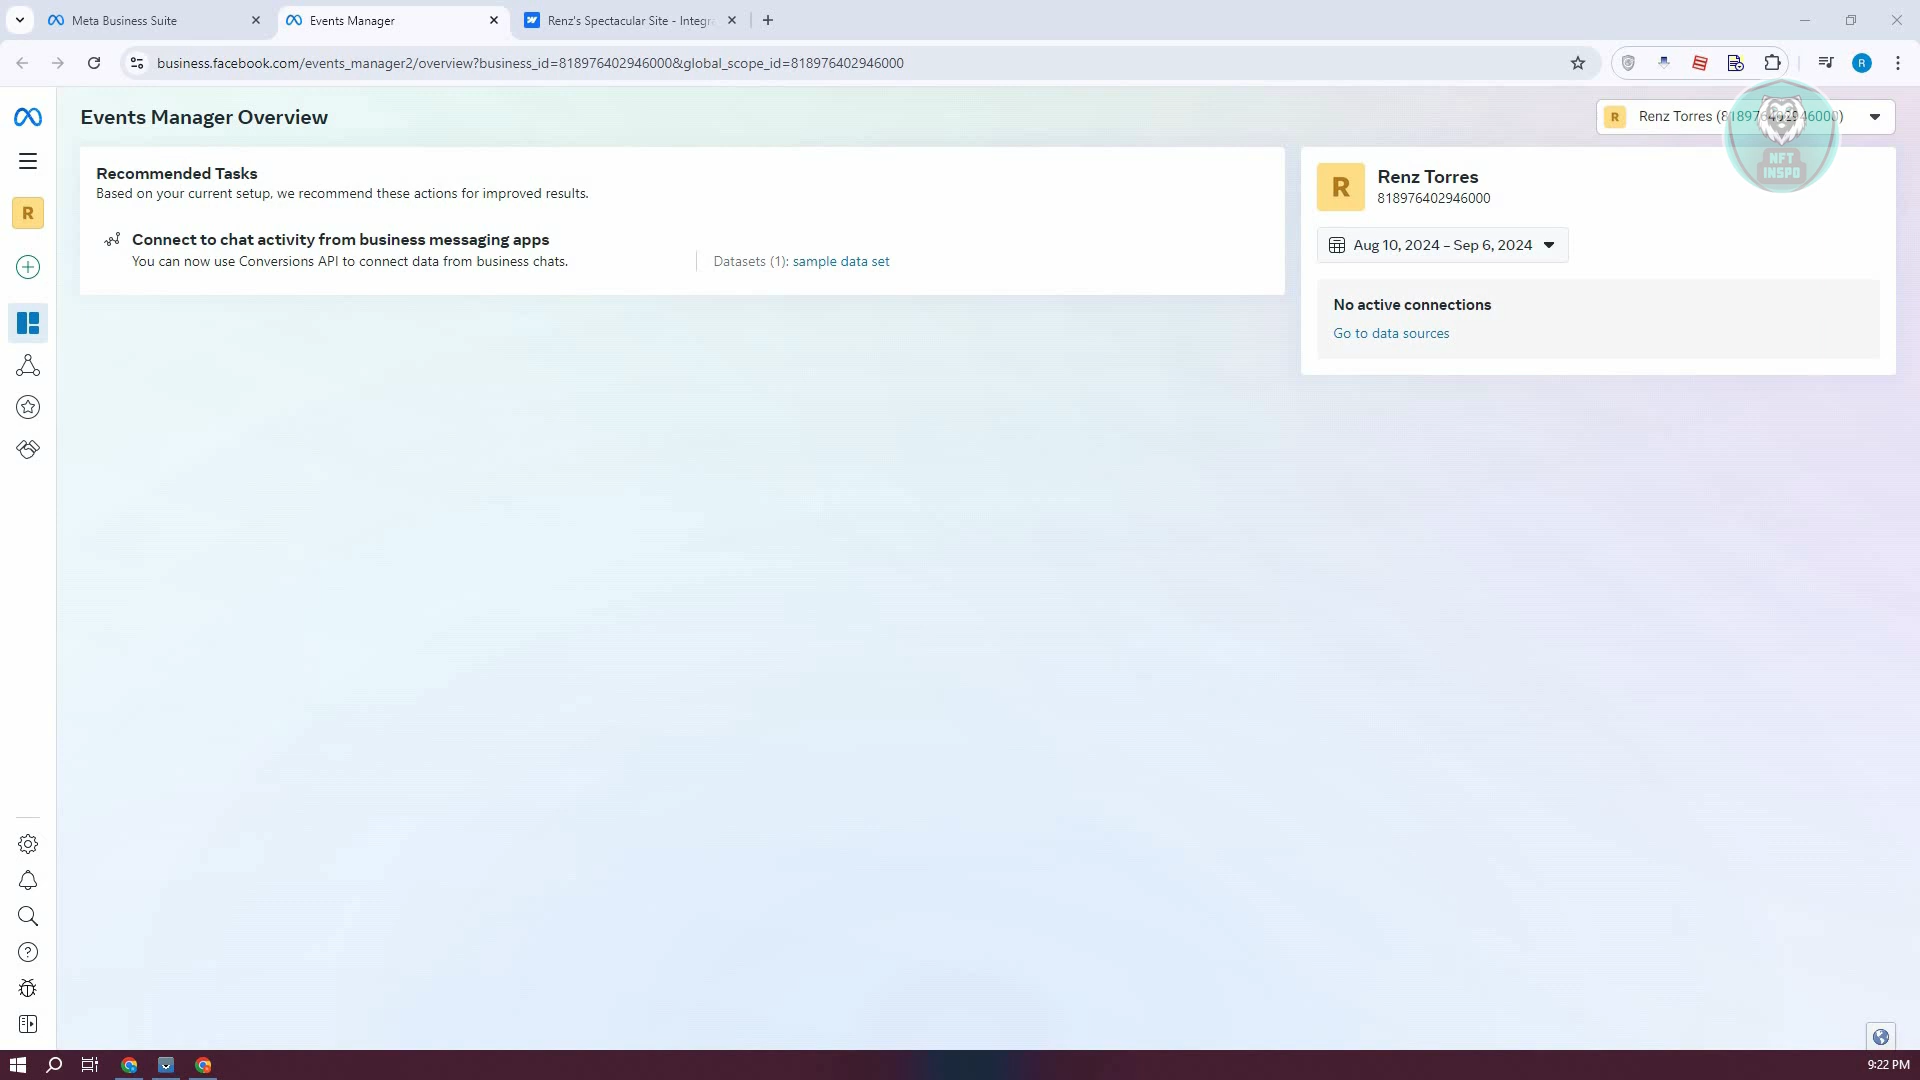 Meta Business Suite
Events Manager
Renz's Spectacular Site - Integra
business.facebook.com/events_manager2/overview?business_id=818976402946000&global_scope_id=818976402946000
R
Events Manager Overview
R Renz Torres (818976402946000)
NFT
INSPO
R
Recommended Tasks
Based on your current setup, we recommend these actions for improved results.
Connect to chat activity from business messaging apps
You can now use Conversions API to connect data from business chats.
Datasets (1): sample data set
R
Renz Torres
818976402946000
Aug 10, 2024 – Sep 6, 2024
No active connections
Go to data sources
9:22 PM